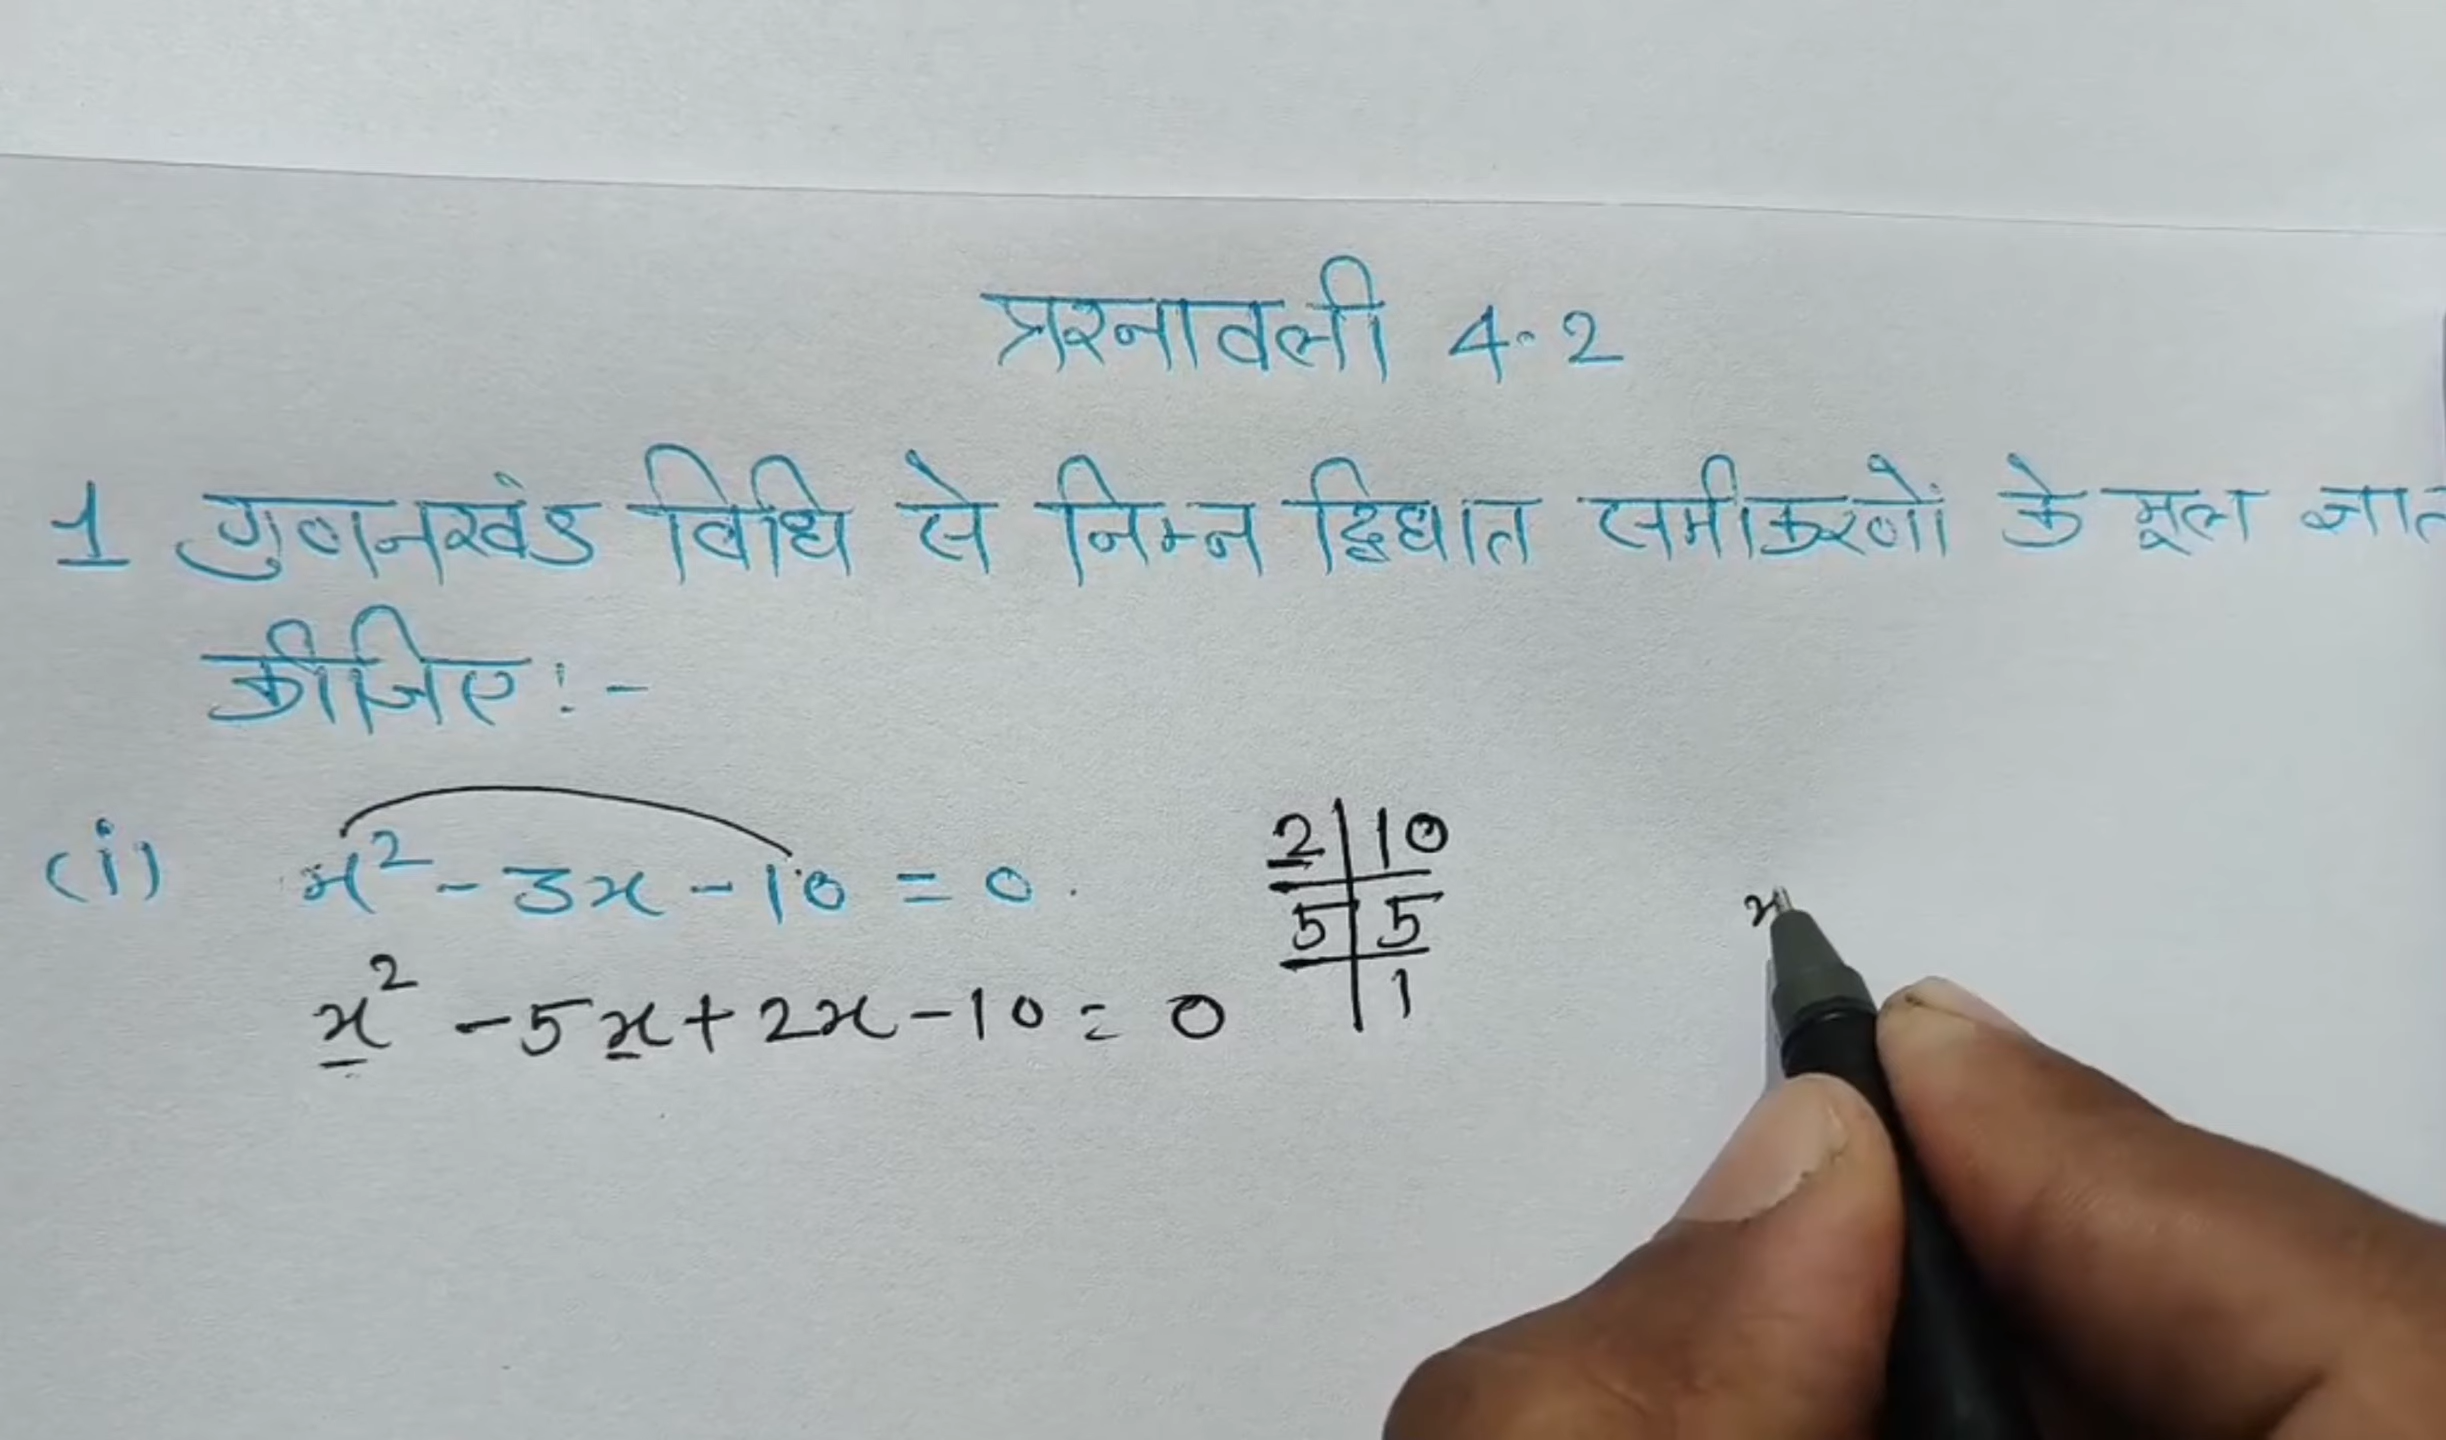 प्रश्नावली 4.2
1 गुणनखंड विधि से निम्न द्विघात समीकरणों के मूल ज्ञात
कीजिए :-
(i) x² - 3x - 10 = 0
x² - 5x + 2x - 10 = 0
2 | 10
5 | 5
| 1
x